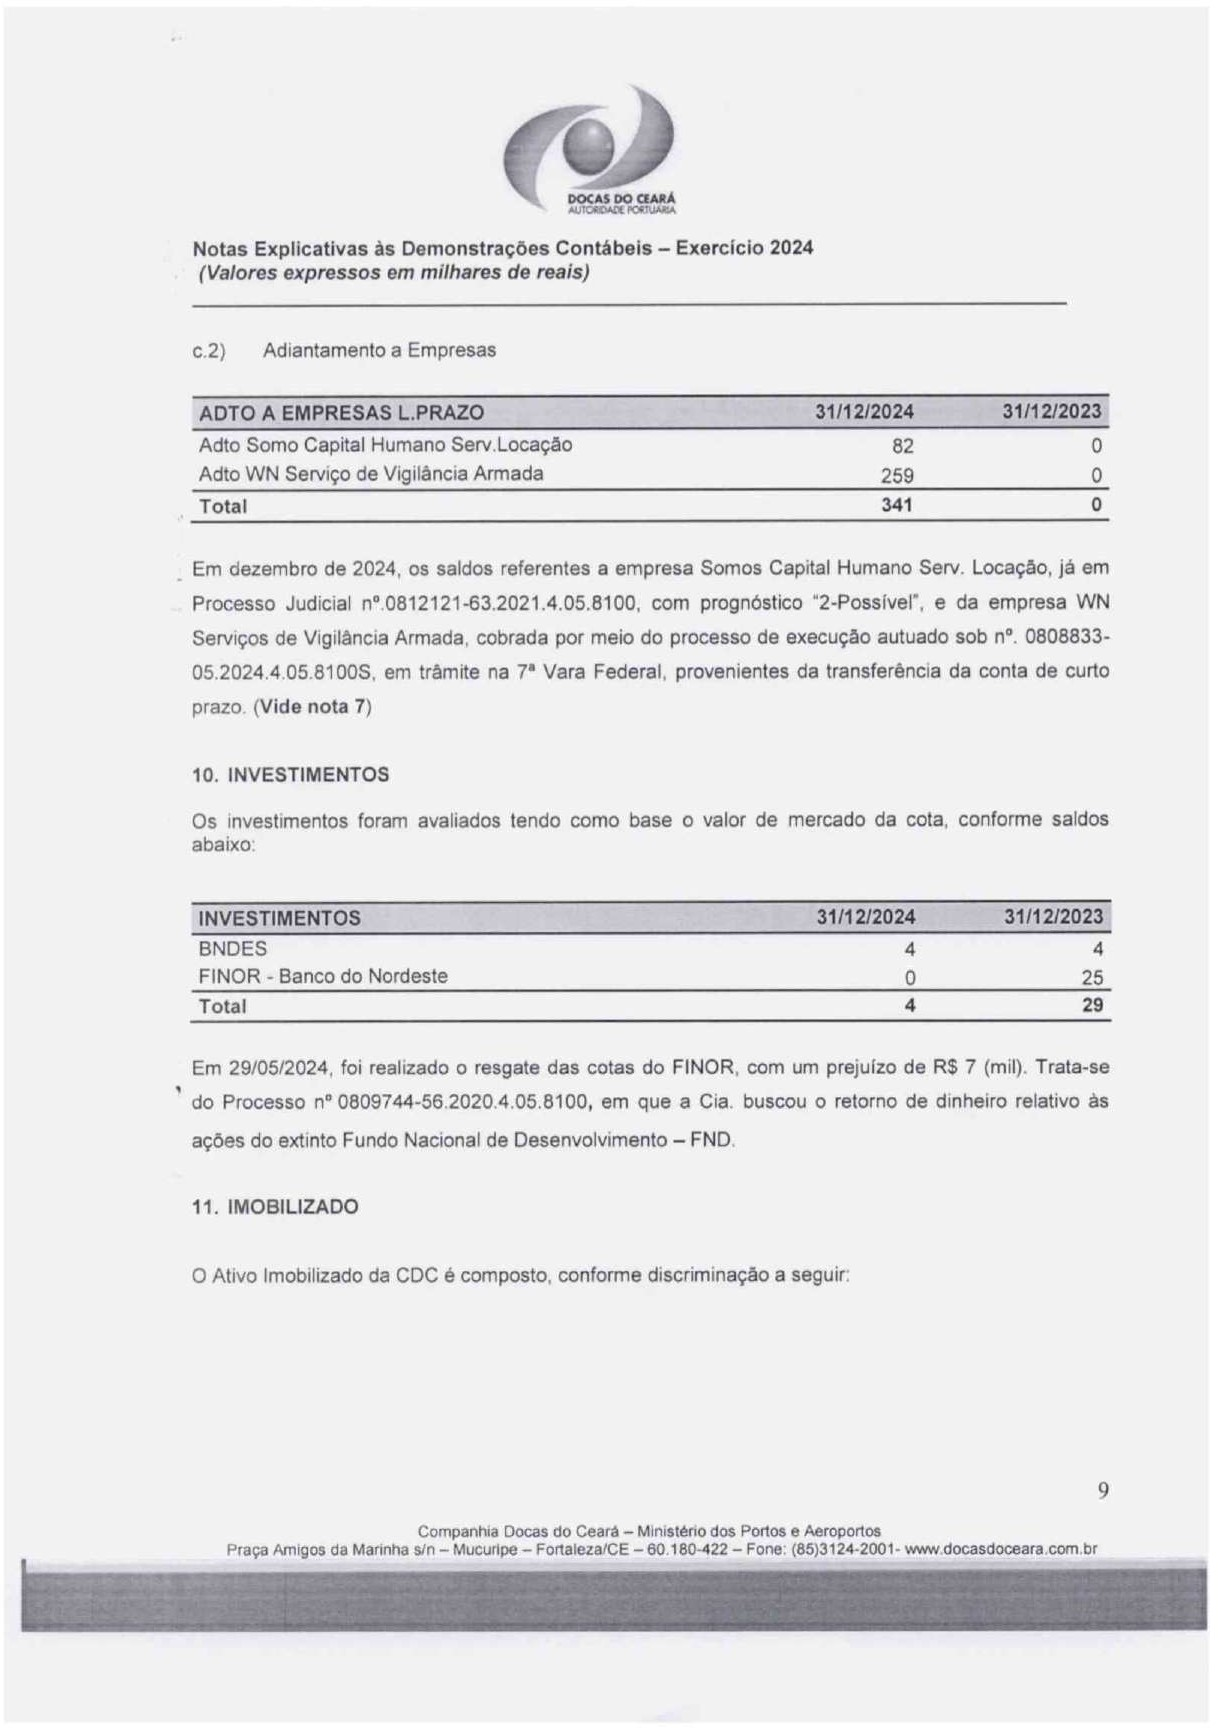 DOCAS DO CEARÁ
AUTORIDADE PORTUÁRIA
Notas Explicativas às Demonstrações Contábeis – Exercício 2024
(Valores expressos em milhares de reais)
c.2) Adiantamento a Empresas
ADTO A EMPRESAS L.PRAZO 31/12/2024 31/12/2023
Adto Somo Capital Humano Serv.Locação 82 0
Adto WN Serviço de Vigilância Armada 259 0
Total 341 0
Em dezembro de 2024, os saldos referentes a empresa Somos Capital Humano Serv. Locação, já em
Processo Judicial nº.0812121-63.2021.4.05.8100, com prognóstico "2-Possível", e da empresa WN
Serviços de Vigilância Armada, cobrada por meio do processo de execução autuado sob nº. 0808833-
05.2024.4.05.8100S, em trâmite na 7ª Vara Federal, provenientes da transferência da conta de curto
prazo. (Vide nota 7)
10. INVESTIMENTOS
Os investimentos foram avaliados tendo como base o valor de mercado da cota, conforme saldos
abaixo:
INVESTIMENTOS 31/12/2024 31/12/2023
BNDES 4 4
FINOR - Banco do Nordeste 0 25
Total 4 29
Em 29/05/2024, foi realizado o resgate das cotas do FINOR, com um prejuízo de R$ 7 (mil). Trata-se
do Processo nº 0809744-56.2020.4.05.8100, em que a Cia. buscou o retorno de dinheiro relativo às
ações do extinto Fundo Nacional de Desenvolvimento – FND.
11. IMOBILIZADO
O Ativo Imobilizado da CDC é composto, conforme discriminação a seguir:
9
Companhia Docas do Ceará – Ministério dos Portos e Aeroportos
Praça Amigos da Marinha s/n – Mucuripe – Fortaleza/CE – 60.180-422 – Fone: (85)3124-2001- www.docasdoceara.com.br